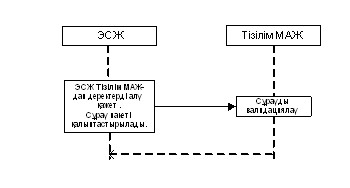 ЭСЖ
Тізілім МАЖ
ЭСЖ Тізілім МАЖ-
дан деректерді алу
қажет .
Сұрау пакеті
қалыптастырылады.
Сұрауды
валидациялау